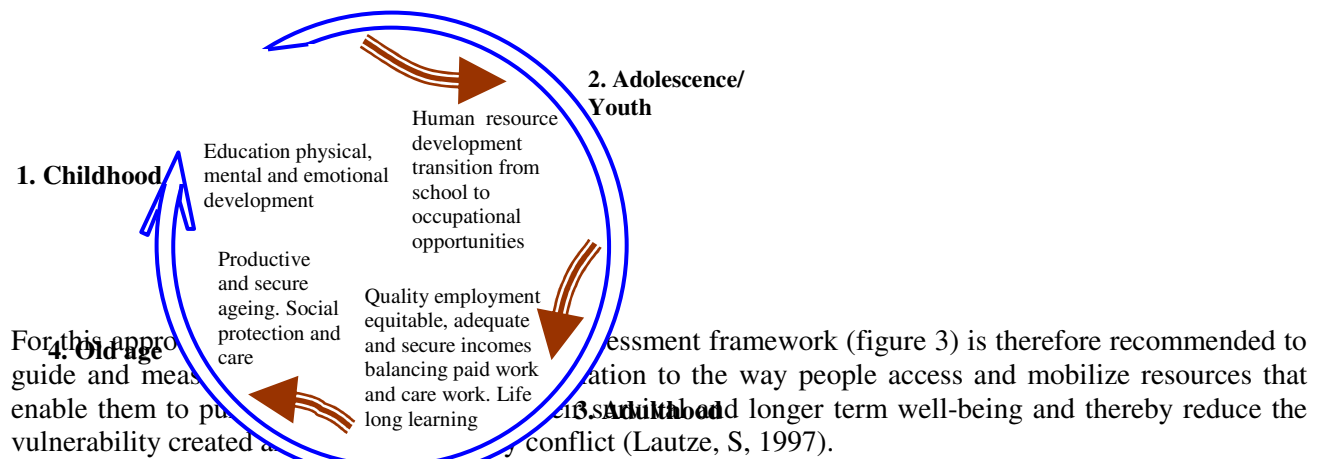 2. Adolescence/
Youth
Human resource
development
transition from
school to
occupational
opportunities
1. Childhood
Education physical,
mental and emotional
development
Productive
and secure
ageing. Social
protection and
care
Quality employment
equitable, adequate
and secure incomes
balancing paid work
and care work. Life
long learning
4. Old age
3. Adulthood
For this essment framework (figure 3) is therefore recommended to
guide and ation to the way people access and mobilize resources that
enable them to survival and longer term well-being and thereby reduce the
vulnerability created conflict (Lautze, S, 1997).